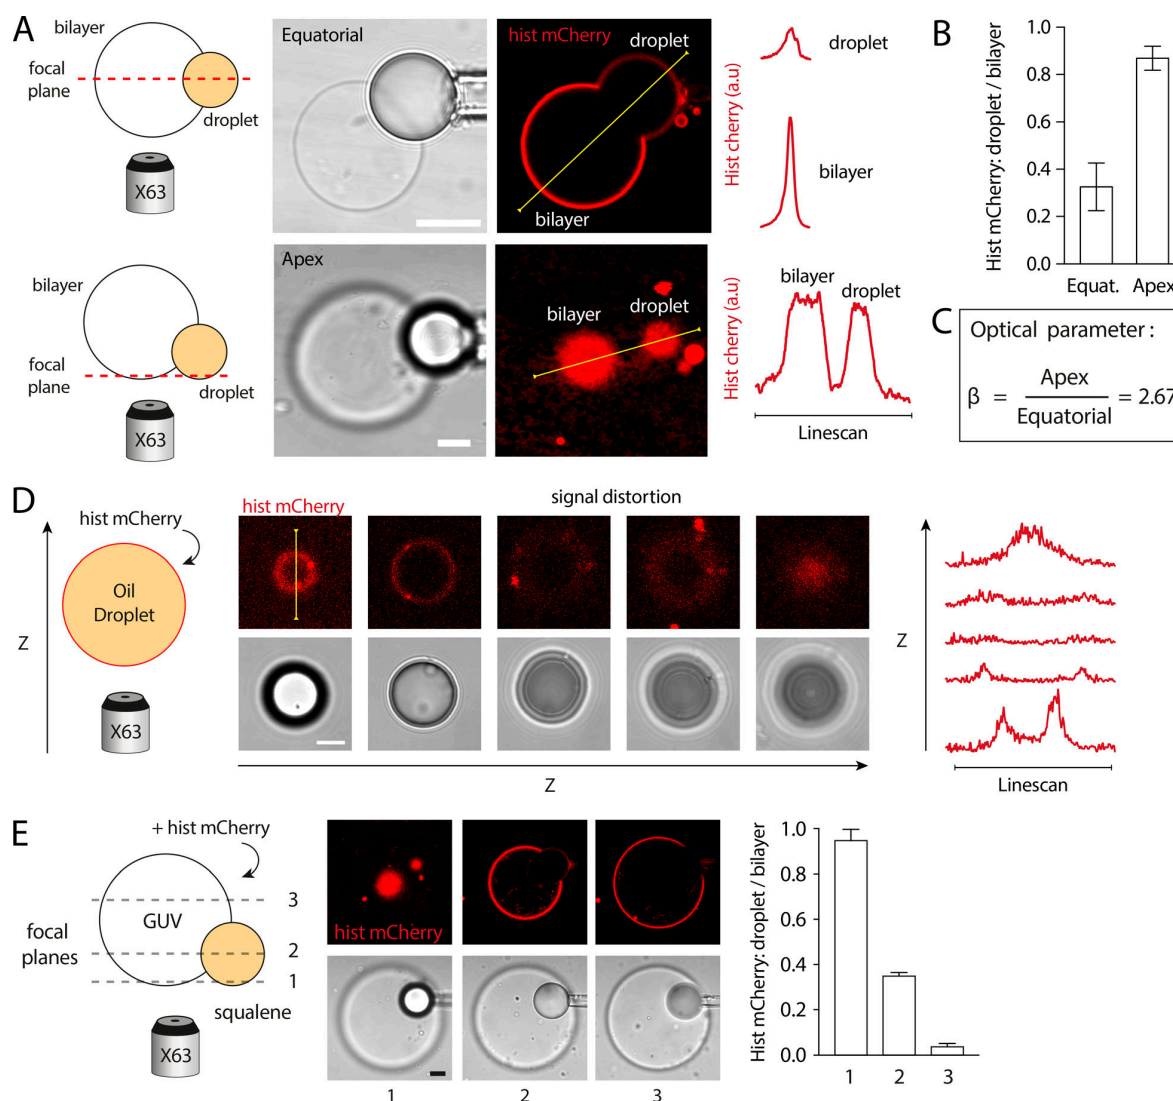 A
bilayer
focal
plane
droplet
X63
Equatorial
hist mCherry
droplet
bilayer
Hist cherry (a.u)
droplet
bilayer
bilayer
focal
plane
droplet
X63
Apex
bilayer
droplet
Hist cherry (a.u)
bilayer
droplet
Linescan
B
Hist mCherry: droplet / bilayer
1.0
0.8
0.6
0.4
0.2
0.0
Equat. Apex
C
Optical parameter :
β = Apex / Equatorial = 2.67
D
hist mCherry
Oil
Droplet
Z
X63
hist mCherry
signal distortion
Z
Z
Linescan
E
+ hist mCherry
GUV
focal
planes
3
2
1
squalene
X63
hist mCherry
1 2 3
Hist mCherry: droplet / bilayer
1.0
0.8
0.6
0.4
0.2
0.0
1 2 3